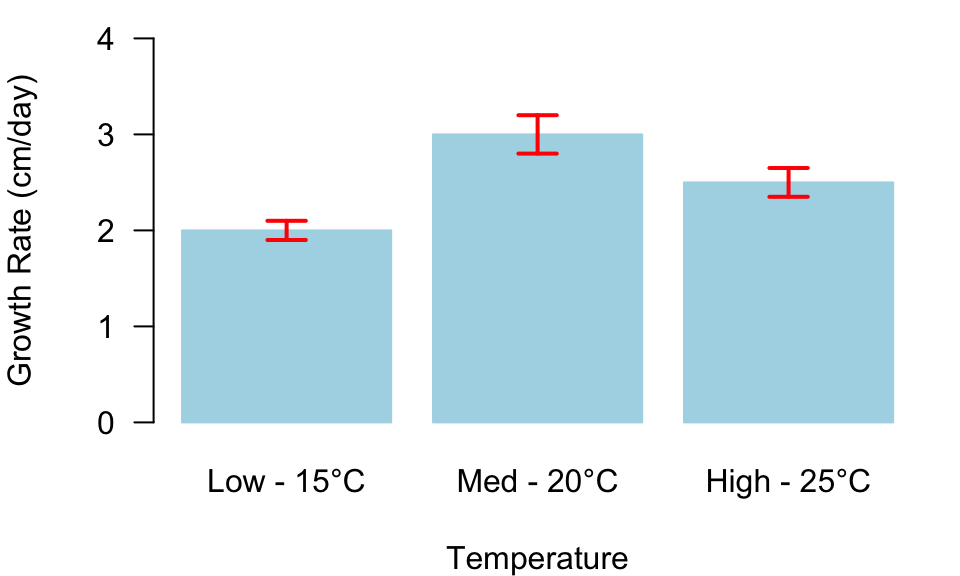 Growth Rate (cm/day)
4
3
2
1
0
Low - 15°C
Med - 20°C
High - 25°C
Temperature